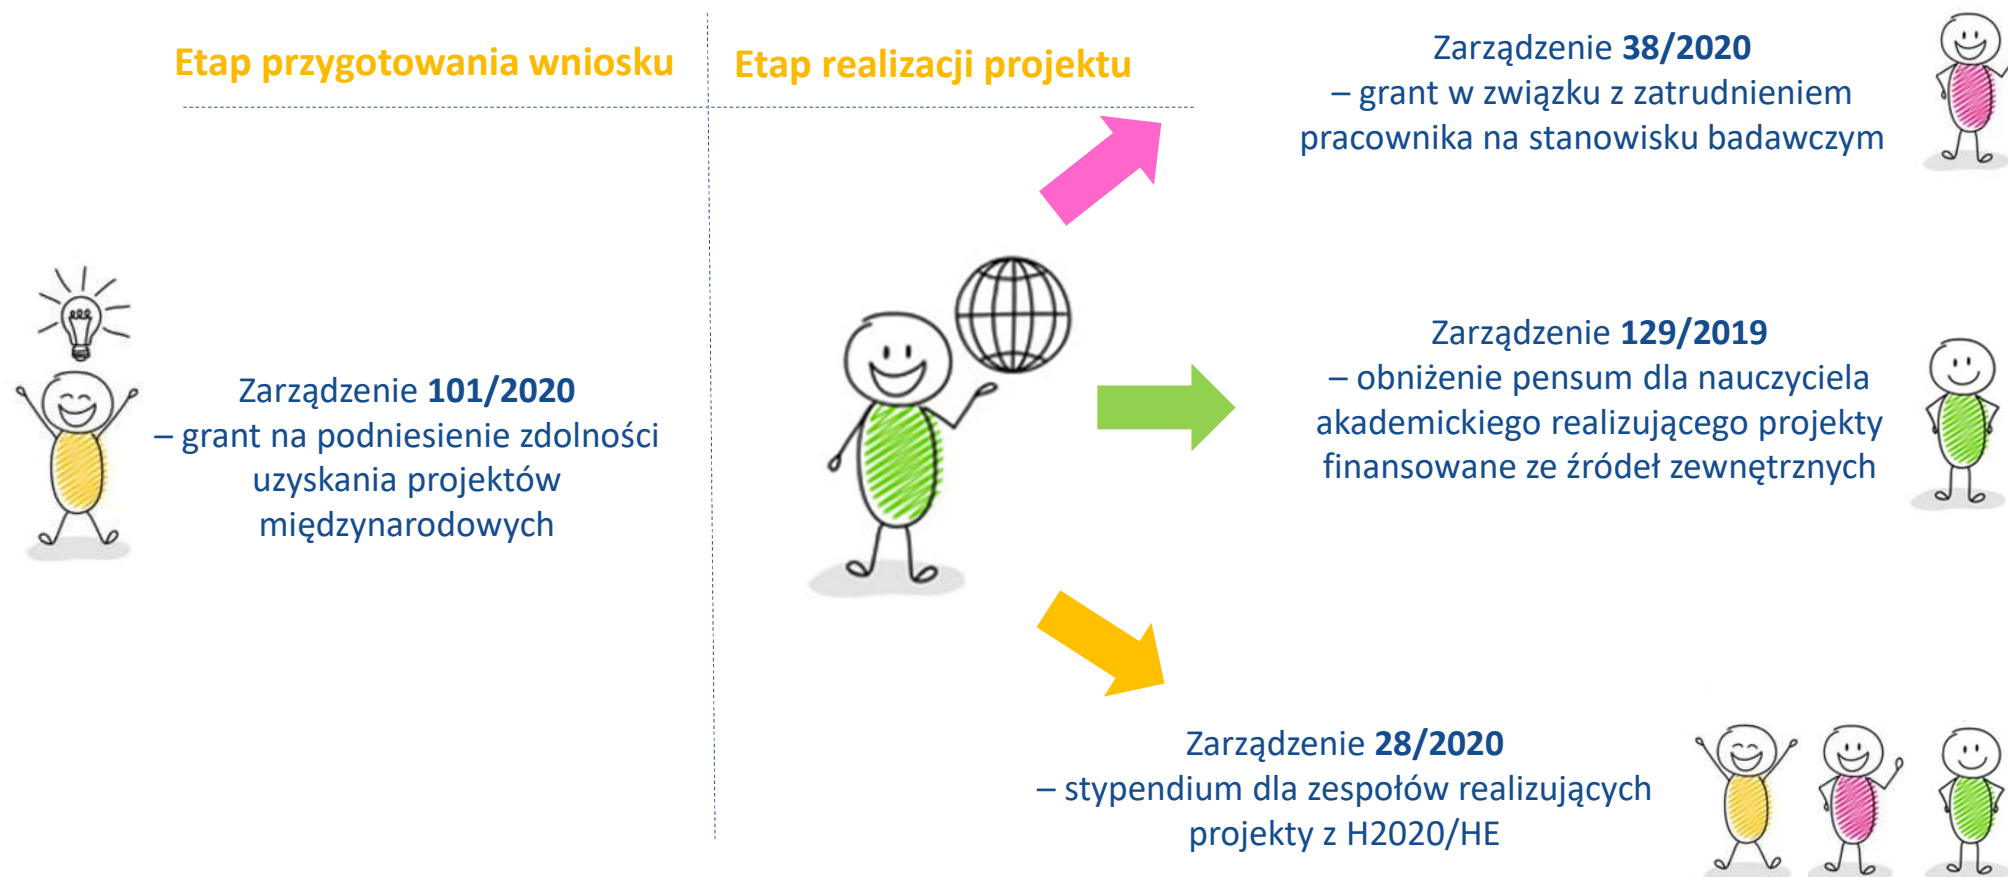 Etap przygotowania wniosku
Zarządzenie 101/2020
– grant na podniesienie zdolności
uzyskania projektów
międzynarodowych
Etap realizacji projektu
Zarządzenie 38/2020
– grant w związku z zatrudnieniem
pracownika na stanowisku badawczym
Zarządzenie 129/2019
– obniżenie pensum dla nauczyciela
akademickiego realizującego projekty
finansowane ze źródeł zewnętrznych
Zarządzenie 28/2020
– stypendium dla zespołów realizujących
projekty z H2020/HE